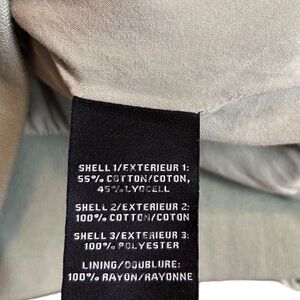 SHELL 1/EXTERIEUR 1:
55% COTTON/COTON,
45% LYOCELL
SHELL 2/EXTERIEUR 2:
100% COTTON/COTON
SHELL 3/EXTERIEUR 3:
100% POLYESTER
LINING/DOUBLURE:
100% RAYON/RAYONNE